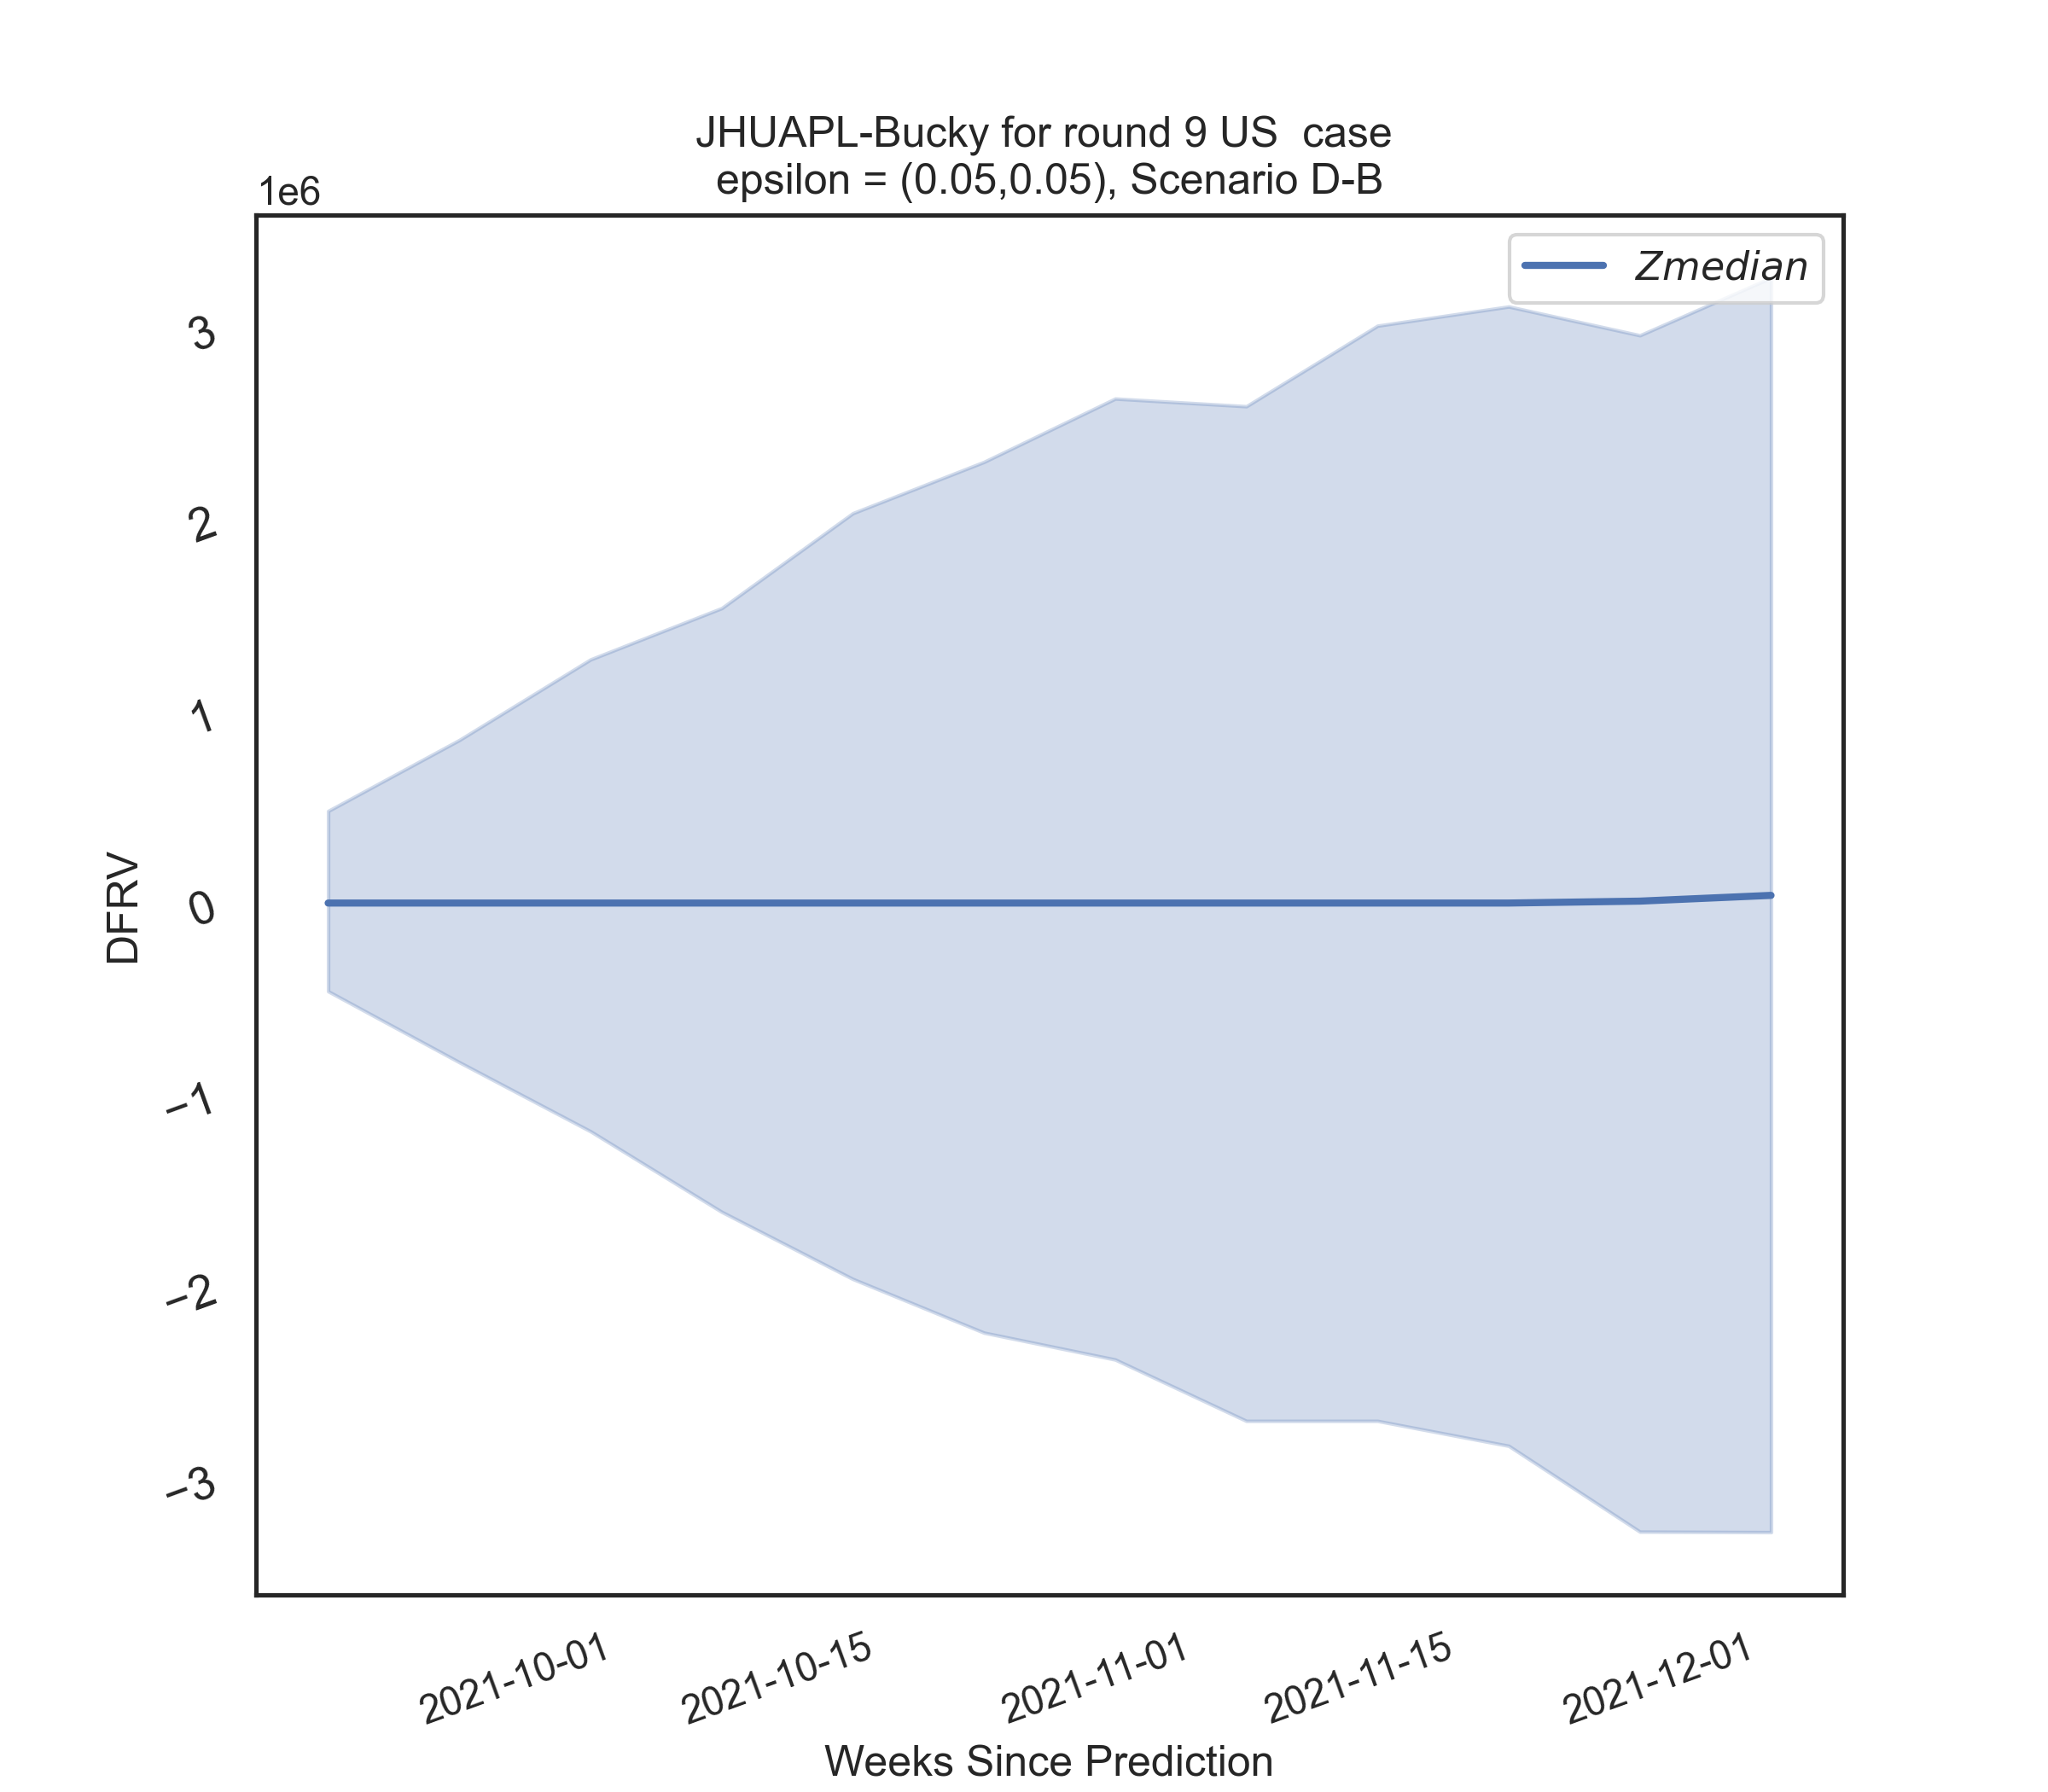 JHUAPL-Bucky for round 9 US  case
epsilon = (0.05,0.05), Scenario D-B
1e6
Zmedian
3
2
1
0
−1
−2
−3
DFRV
2021-10-01
2021-10-15
2021-11-01
2021-11-15
2021-12-01
Weeks Since Prediction